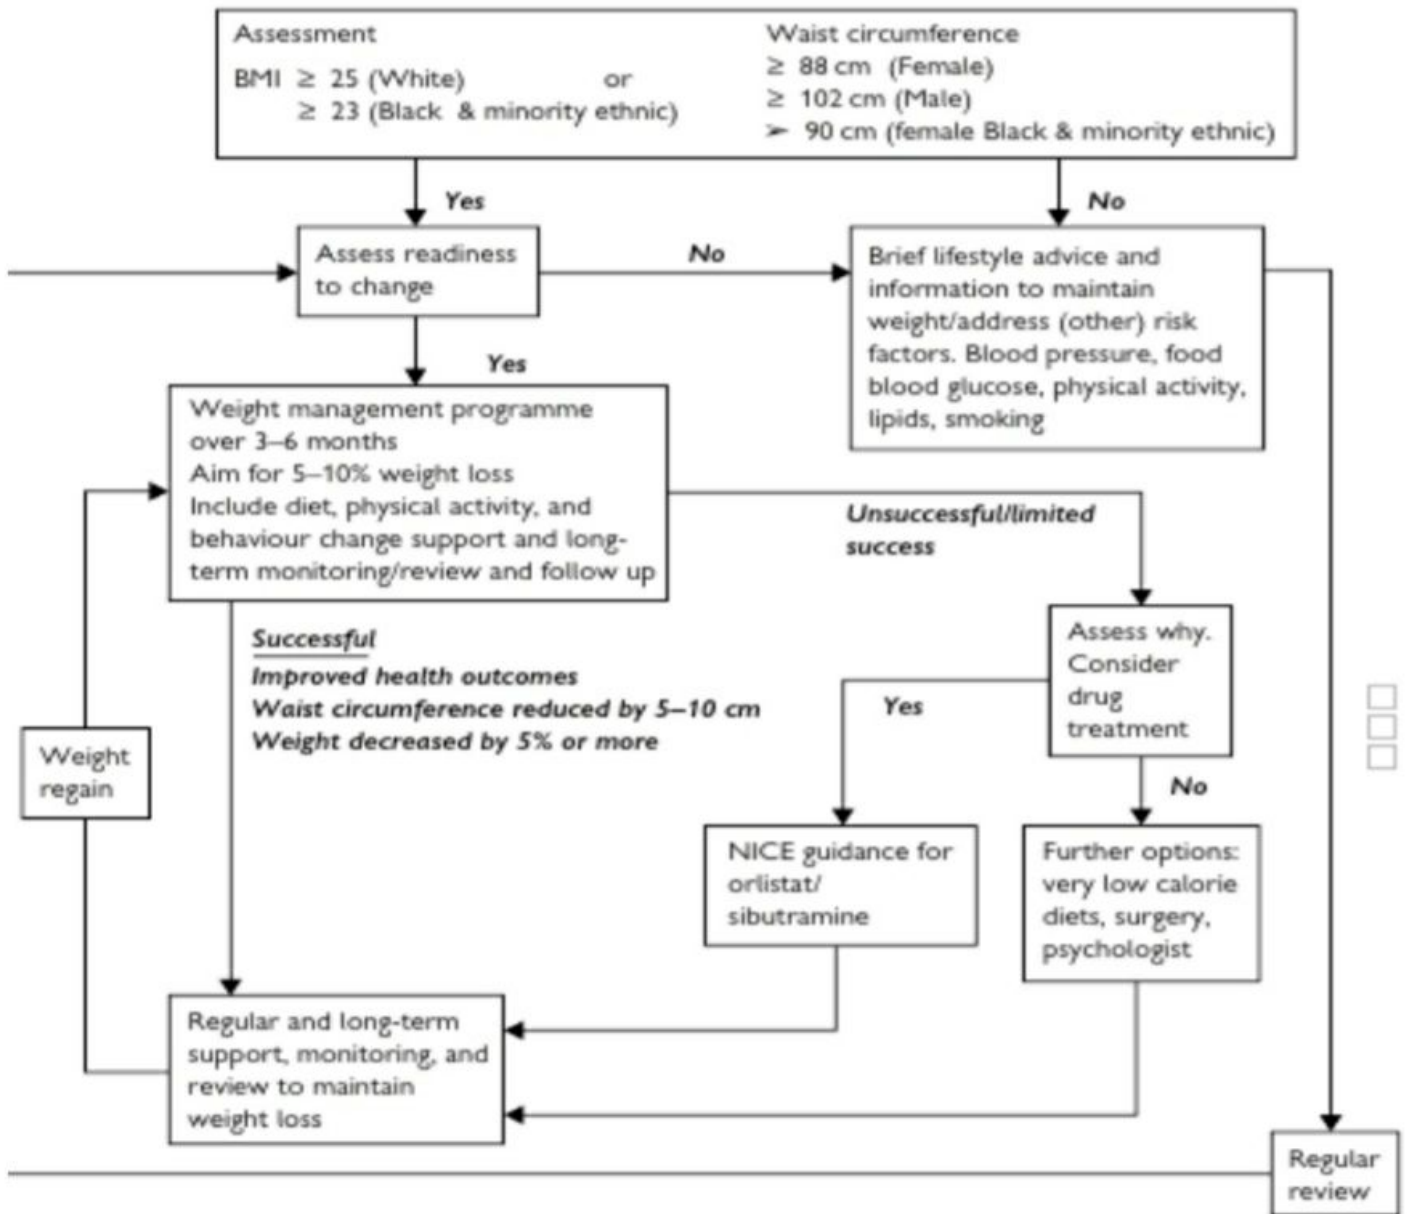 Assessment
BMI ≥ 25 (White) or
≥ 23 (Black & minority ethnic)
Waist circumference
≥ 88 cm (Female)
≥ 102 cm (Male)
➢ 90 cm (female Black & minority ethnic)
Yes
No
Assess readiness
to change
No
Brief lifestyle advice and
information to maintain
weight/address (other) risk
factors. Blood pressure, food
blood glucose, physical activity,
lipids, smoking
Yes
Weight management programme
over 3–6 months
Aim for 5–10% weight loss
Include diet, physical activity, and
behaviour change support and long-
term monitoring/review and follow up
Unsuccessful/limited
success
Successful
Improved health outcomes
Waist circumference reduced by 5–10 cm
Weight decreased by 5% or more
Assess why.
Consider
drug
treatment
Yes
No
Weight
regain
NICE guidance for
orlistat/
sibutramine
Further options:
very low calorie
diets, surgery,
psychologist
Regular and long-term
support, monitoring, and
review to maintain
weight loss
Regular
review